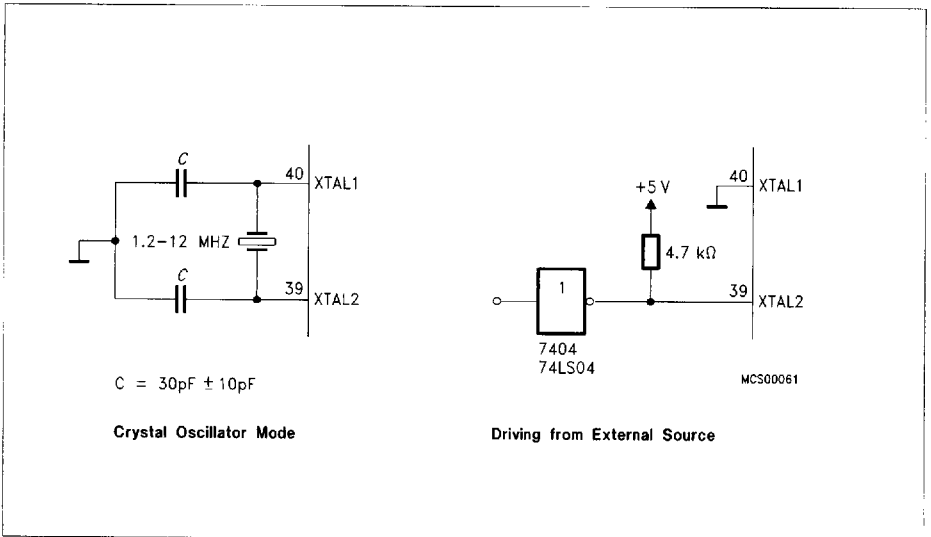 C
40
XTAL1
1.2-12 MHZ
C
39
XTAL2
C = 30pF ± 10pF
Crystal Oscillator Mode
+5 V
40
XTAL1
4.7 kΩ
1
39
XTAL2
7404
74LS04
MCS00061
Driving from External Source